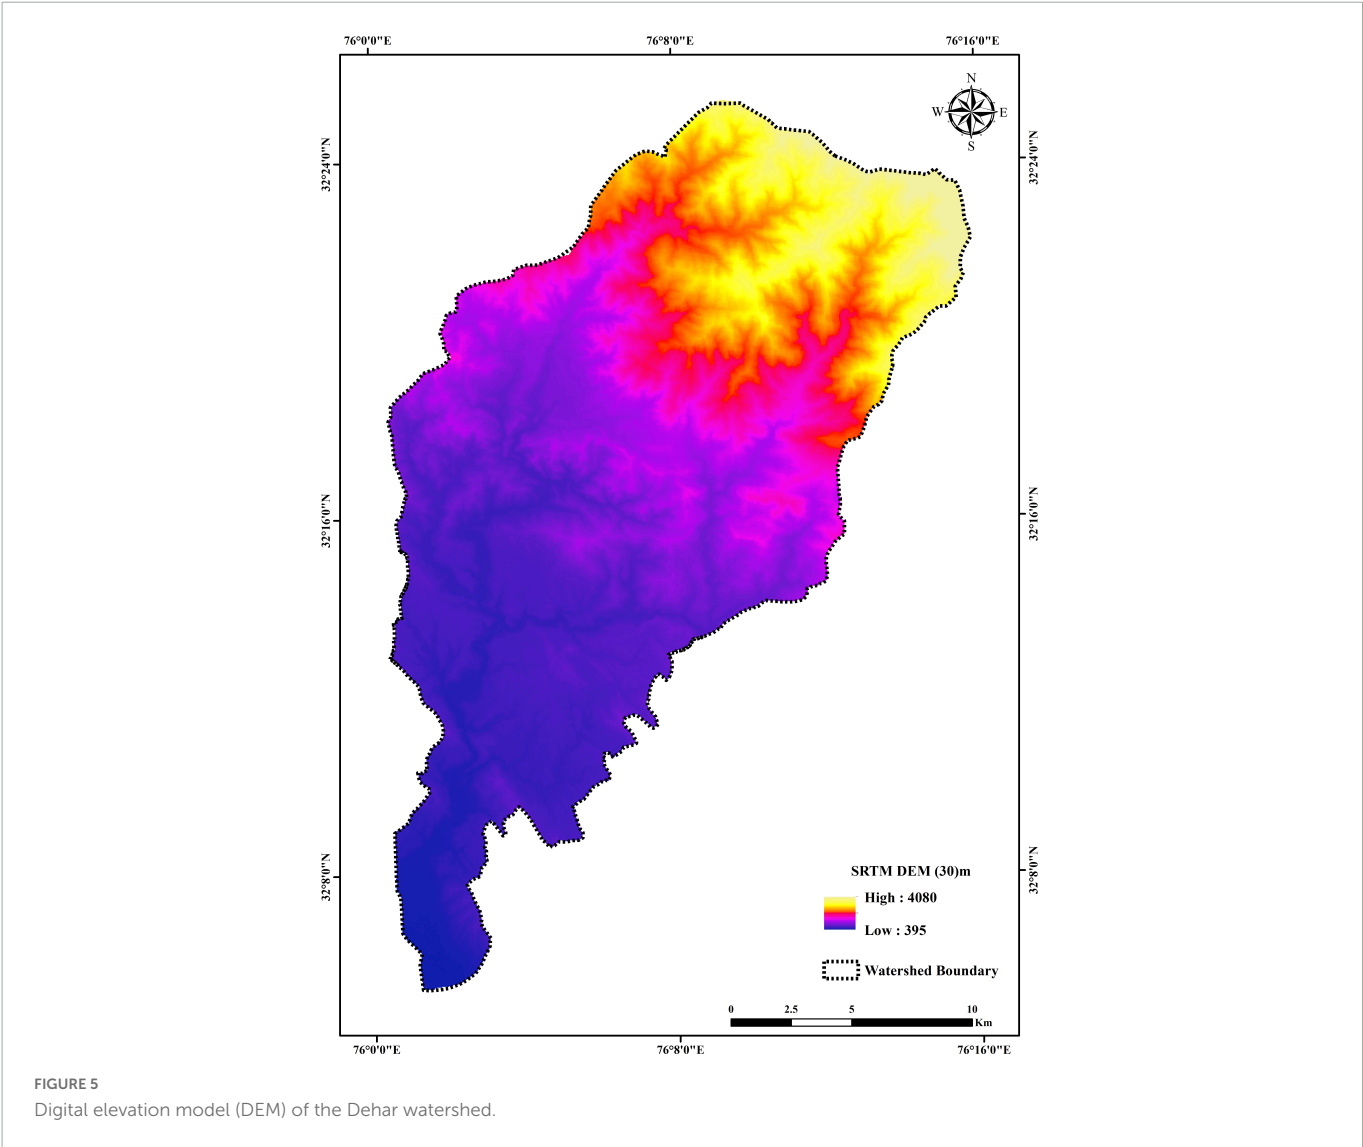 76°0'0"E 76°8'0"E 76°16'0"E
N
W E
S
32°24'0"N 32°24'0"N
32°16'0"N 32°16'0"N
32°8'0"N 32°8'0"N
SRTM DEM (30)m
High : 4080
Low : 395
Watershed Boundary
0 2.5 5 10
Km
76°0'0"E 76°8'0"E 76°16'0"E
FIGURE 5
Digital elevation model (DEM) of the Dehar watershed.